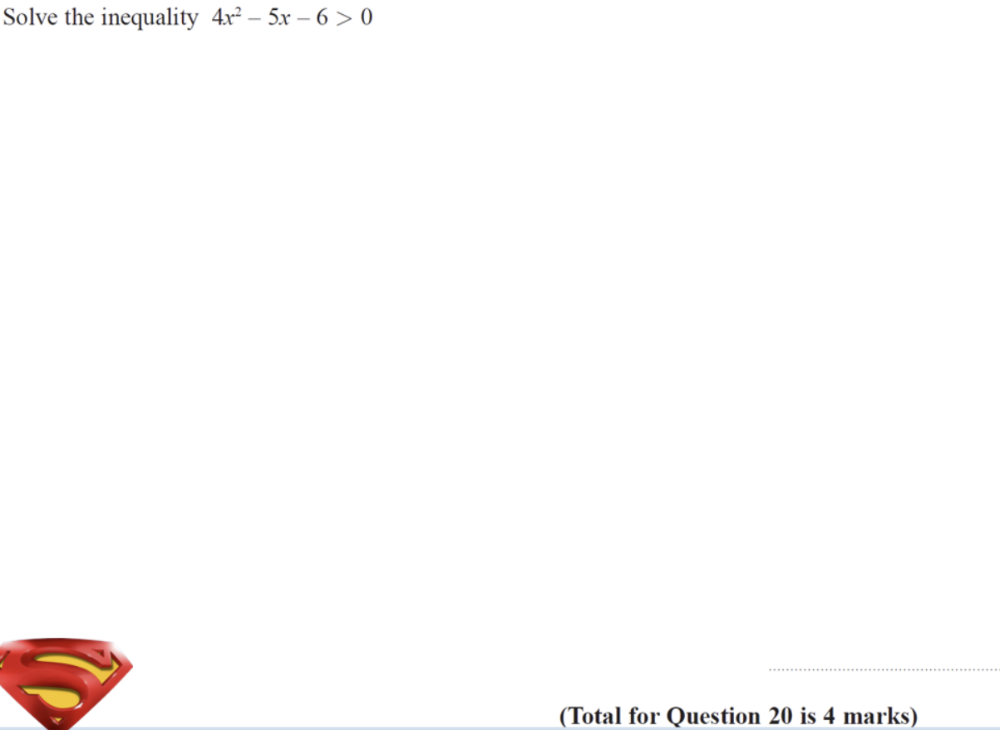 Solve the inequality 4x² – 5x – 6 > 0
(Total for Question 20 is 4 marks)